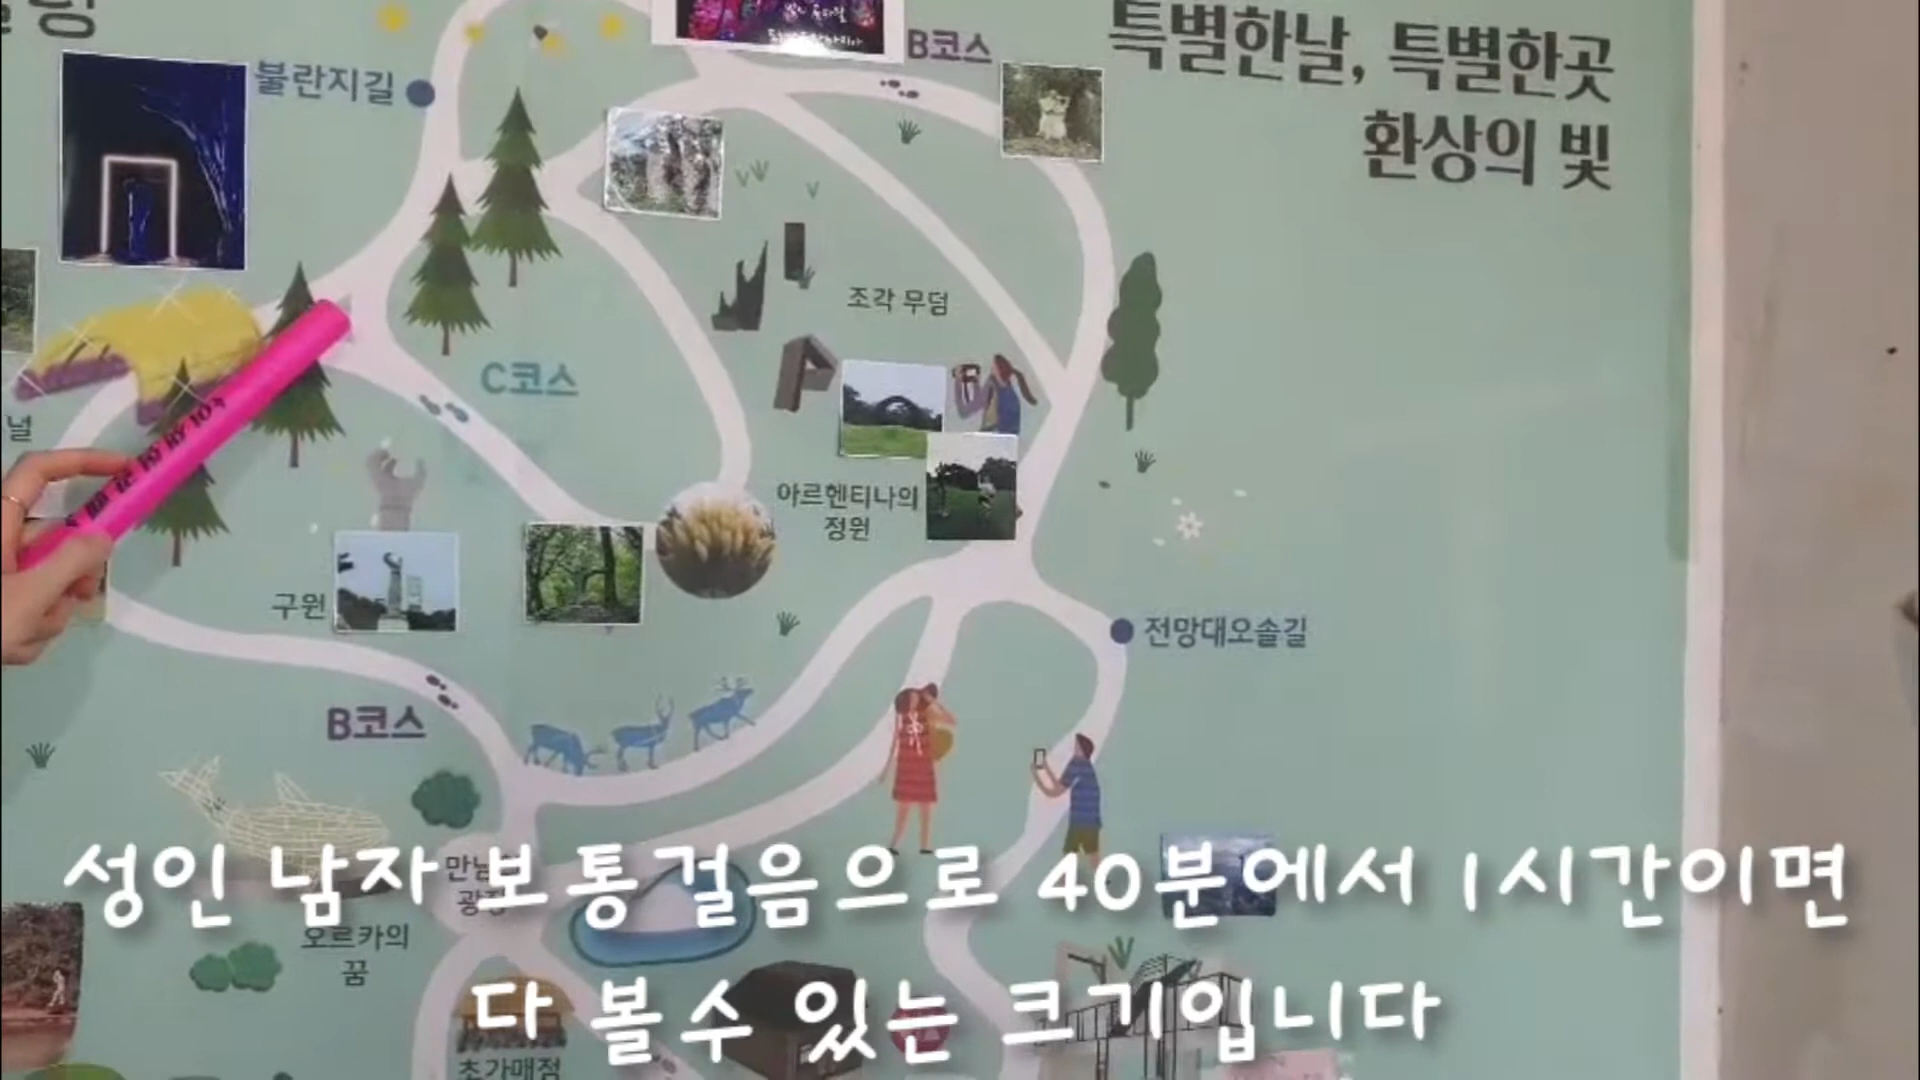 특별한날, 특별한곳
환상의 빛
B코스
불란지길
조각 무덤
C코스
아르헨티나의
정원
구원
전망대오솔길
B코스
오르카의
꿈
초가매점
성인 남자 보통걸음으로 40분에서 1시간이면
다 볼수 있는 크기입니다